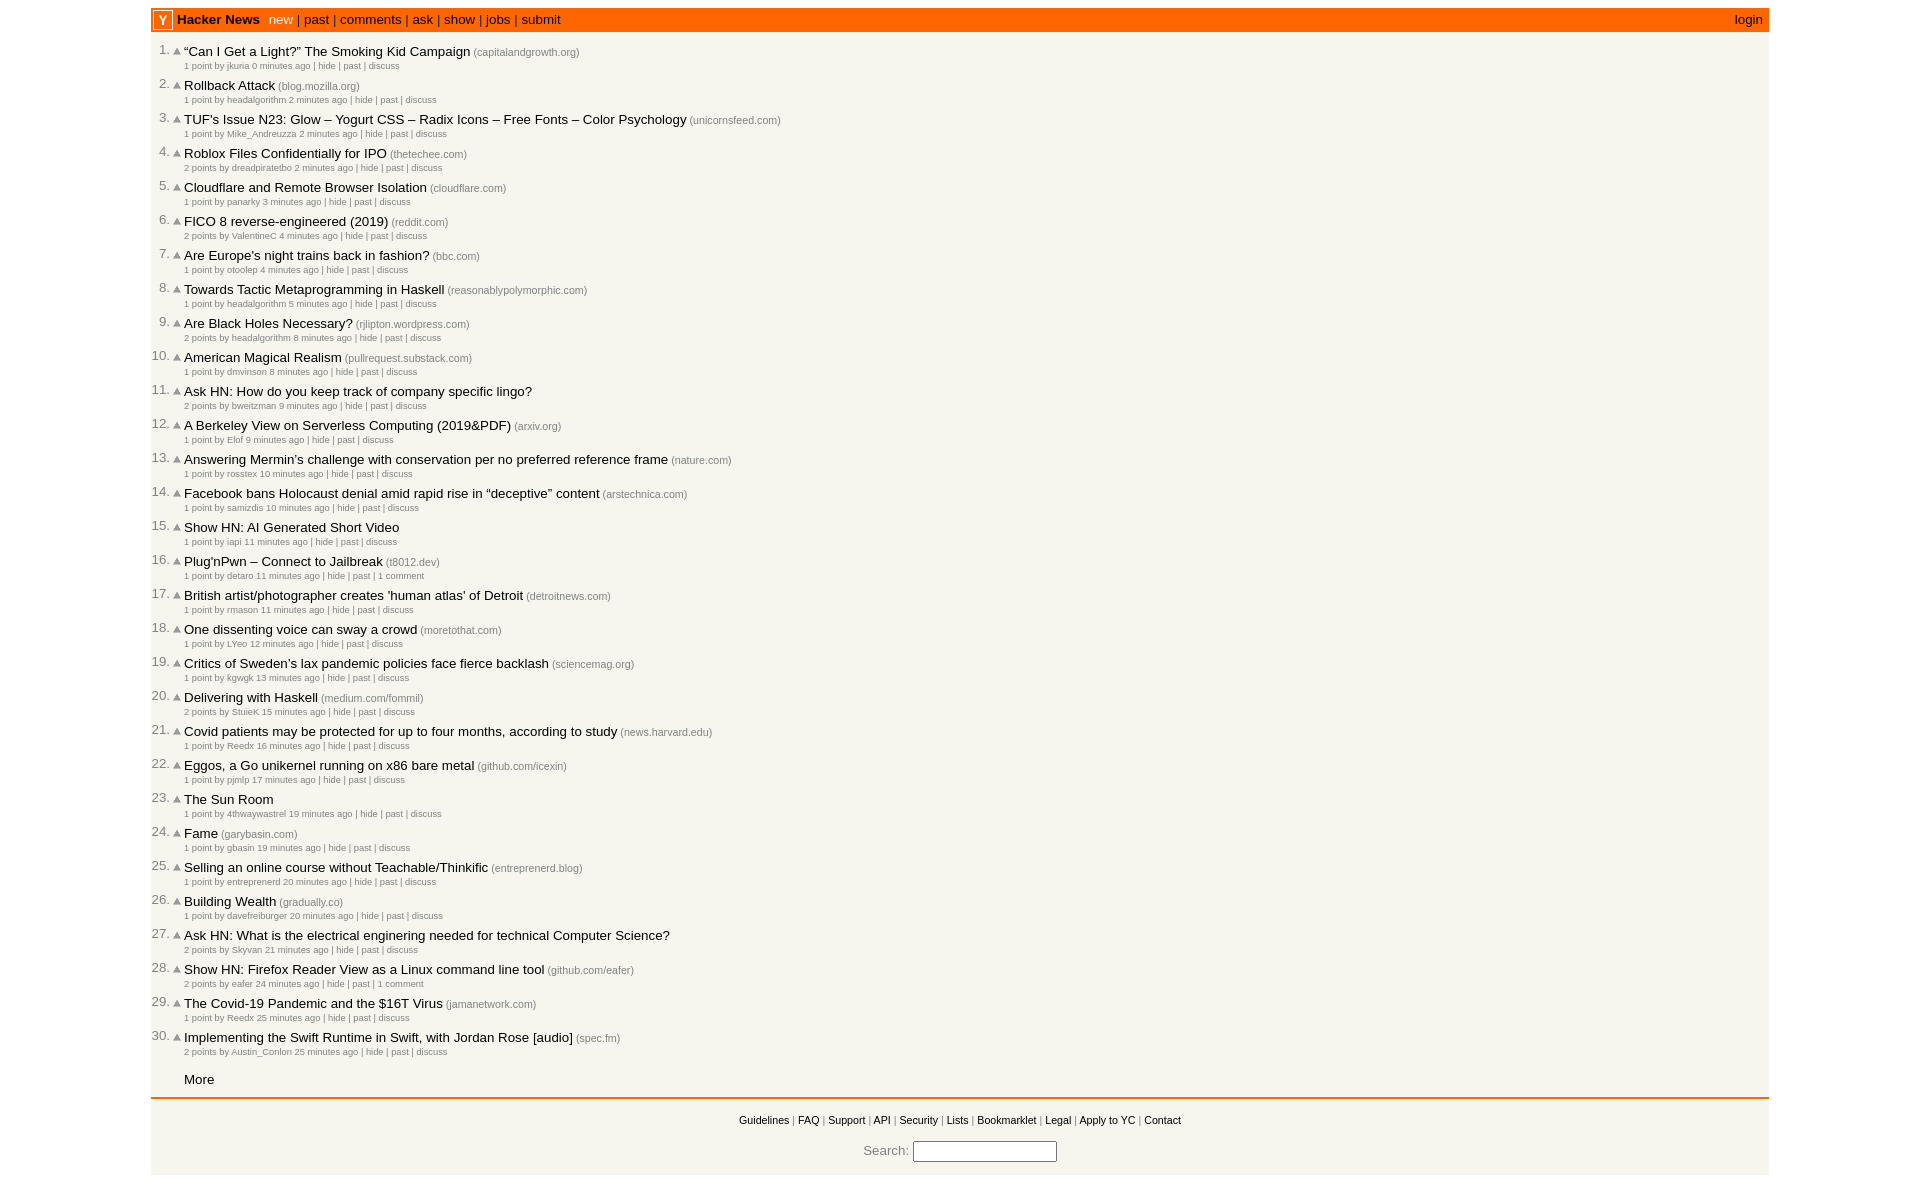 Y Hacker News new | past | comments | ask | show | jobs | submit login
1. “Can I Get a Light?” The Smoking Kid Campaign (capitalandgrowth.org)
1 point by jkuria 0 minutes ago | hide | past | discuss
2. Rollback Attack (blog.mozilla.org)
1 point by headalgorithm 2 minutes ago | hide | past | discuss
3. TUF's Issue N23: Glow – Yogurt CSS – Radix Icons – Free Fonts – Color Psychology (unicornsfeed.com)
1 point by Mike_Andreuzza 2 minutes ago | hide | past | discuss
4. Roblox Files Confidentially for IPO (thetechee.com)
2 points by dreadpiratetbo 2 minutes ago | hide | past | discuss
5. Cloudflare and Remote Browser Isolation (cloudflare.com)
1 point by panarky 3 minutes ago | hide | past | discuss
6. FICO 8 reverse-engineered (2019) (reddit.com)
2 points by ValentineC 4 minutes ago | hide | past | discuss
7. Are Europe's night trains back in fashion? (bbc.com)
1 point by otoolep 4 minutes ago | hide | past | discuss
8. Towards Tactic Metaprogramming in Haskell (reasonablypolymorphic.com)
1 point by headalgorithm 5 minutes ago | hide | past | discuss
9. Are Black Holes Necessary? (rjlipton.wordpress.com)
2 points by headalgorithm 8 minutes ago | hide | past | discuss
10. American Magical Realism (pullrequest.substack.com)
1 point by dmvinson 8 minutes ago | hide | past | discuss
11. Ask HN: How do you keep track of company specific lingo?
2 points by bweitzman 9 minutes ago | hide | past | discuss
12. A Berkeley View on Serverless Computing (2019&PDF) (arxiv.org)
1 point by Elof 9 minutes ago | hide | past | discuss
13. Answering Mermin’s challenge with conservation per no preferred reference frame (nature.com)
1 point by rosstex 10 minutes ago | hide | past | discuss
14. Facebook bans Holocaust denial amid rapid rise in “deceptive” content (arstechnica.com)
1 point by samizdis 10 minutes ago | hide | past | discuss
15. Show HN: AI Generated Short Video
1 point by iapi 11 minutes ago | hide | past | discuss
16. Plug'nPwn – Connect to Jailbreak (t8012.dev)
1 point by detaro 11 minutes ago | hide | past | 1 comment
17. British artist/photographer creates 'human atlas' of Detroit (detroitnews.com)
1 point by rmason 11 minutes ago | hide | past | discuss
18. One dissenting voice can sway a crowd (moretothat.com)
1 point by LYeo 12 minutes ago | hide | past | discuss
19. Critics of Sweden’s lax pandemic policies face fierce backlash (sciencemag.org)
1 point by kgwgk 13 minutes ago | hide | past | discuss
20. Delivering with Haskell (medium.com/fommil)
2 points by StuieK 15 minutes ago | hide | past | discuss
21. Covid patients may be protected for up to four months, according to study (news.harvard.edu)
1 point by Reedx 16 minutes ago | hide | past | discuss
22. Eggos, a Go unikernel running on x86 bare metal (github.com/icexin)
1 point by pjmlp 17 minutes ago | hide | past | discuss
23. The Sun Room
1 point by 4thwaywastrel 19 minutes ago | hide | past | discuss
24. Fame (garybasin.com)
1 point by gbasin 19 minutes ago | hide | past | discuss
25. Selling an online course without Teachable/Thinkific (entreprenerd.blog)
1 point by entreprenerd 20 minutes ago | hide | past | discuss
26. Building Wealth (gradually.co)
1 point by davefreiburger 20 minutes ago | hide | past | discuss
27. Ask HN: What is the electrical enginering needed for technical Computer Science?
2 points by Skyvan 21 minutes ago | hide | past | discuss
28. Show HN: Firefox Reader View as a Linux command line tool (github.com/eafer)
2 points by eafer 24 minutes ago | hide | past | 1 comment
29. The Covid-19 Pandemic and the $16T Virus (jamanetwork.com)
1 point by Reedx 25 minutes ago | hide | past | discuss
30. Implementing the Swift Runtime in Swift, with Jordan Rose [audio] (spec.fm)
2 points by Austin_Conlon 25 minutes ago | hide | past | discuss
More
Guidelines | FAQ | Support | API | Security | Lists | Bookmarklet | Legal | Apply to YC | Contact
Search: